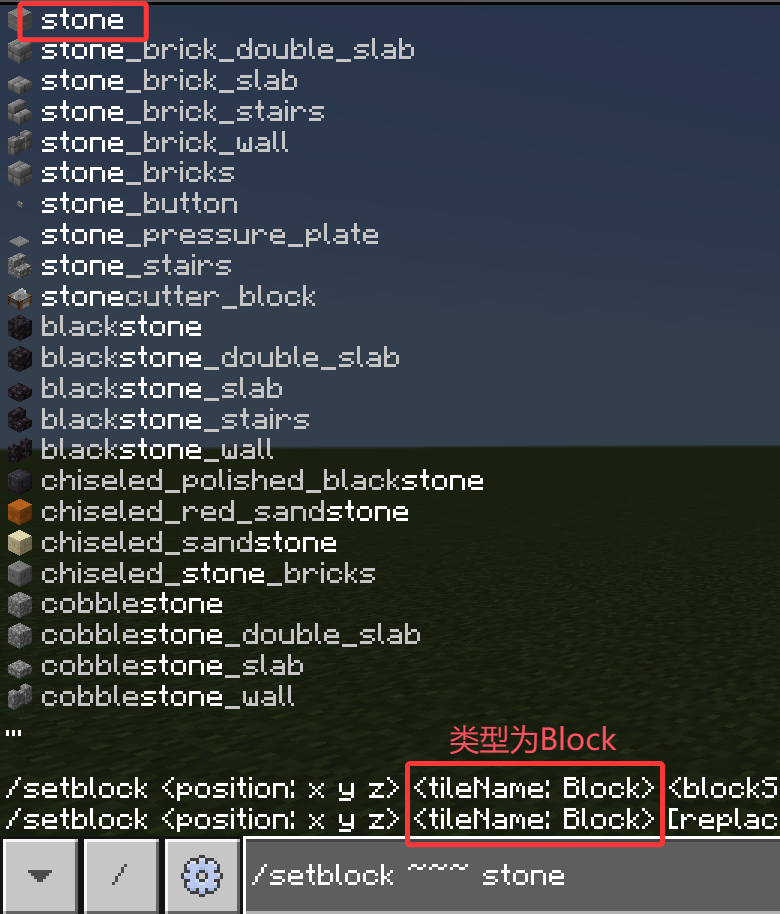 stone
stone_brick_double_slab
stone_brick_slab
stone_brick_stairs
stone_brick_wall
stone_bricks
stone_button
stone_pressure_plate
stone_stairs
stonecutter_block
blackstone
blackstone_double_slab
blackstone_slab
blackstone_stairs
blackstone_wall
chiseled_polished_blackstone
chiseled_red_sandstone
chiseled_sandstone
chiseled_stone_bricks
cobblestone
cobblestone_double_slab
cobblestone_slab
cobblestone_wall
...
类型为Block
/setblock <position: x y z> <tileName: Block> <blockS
/setblock <position: x y z> <tileName: Block> [replac
/
/setblock ~~~ stone